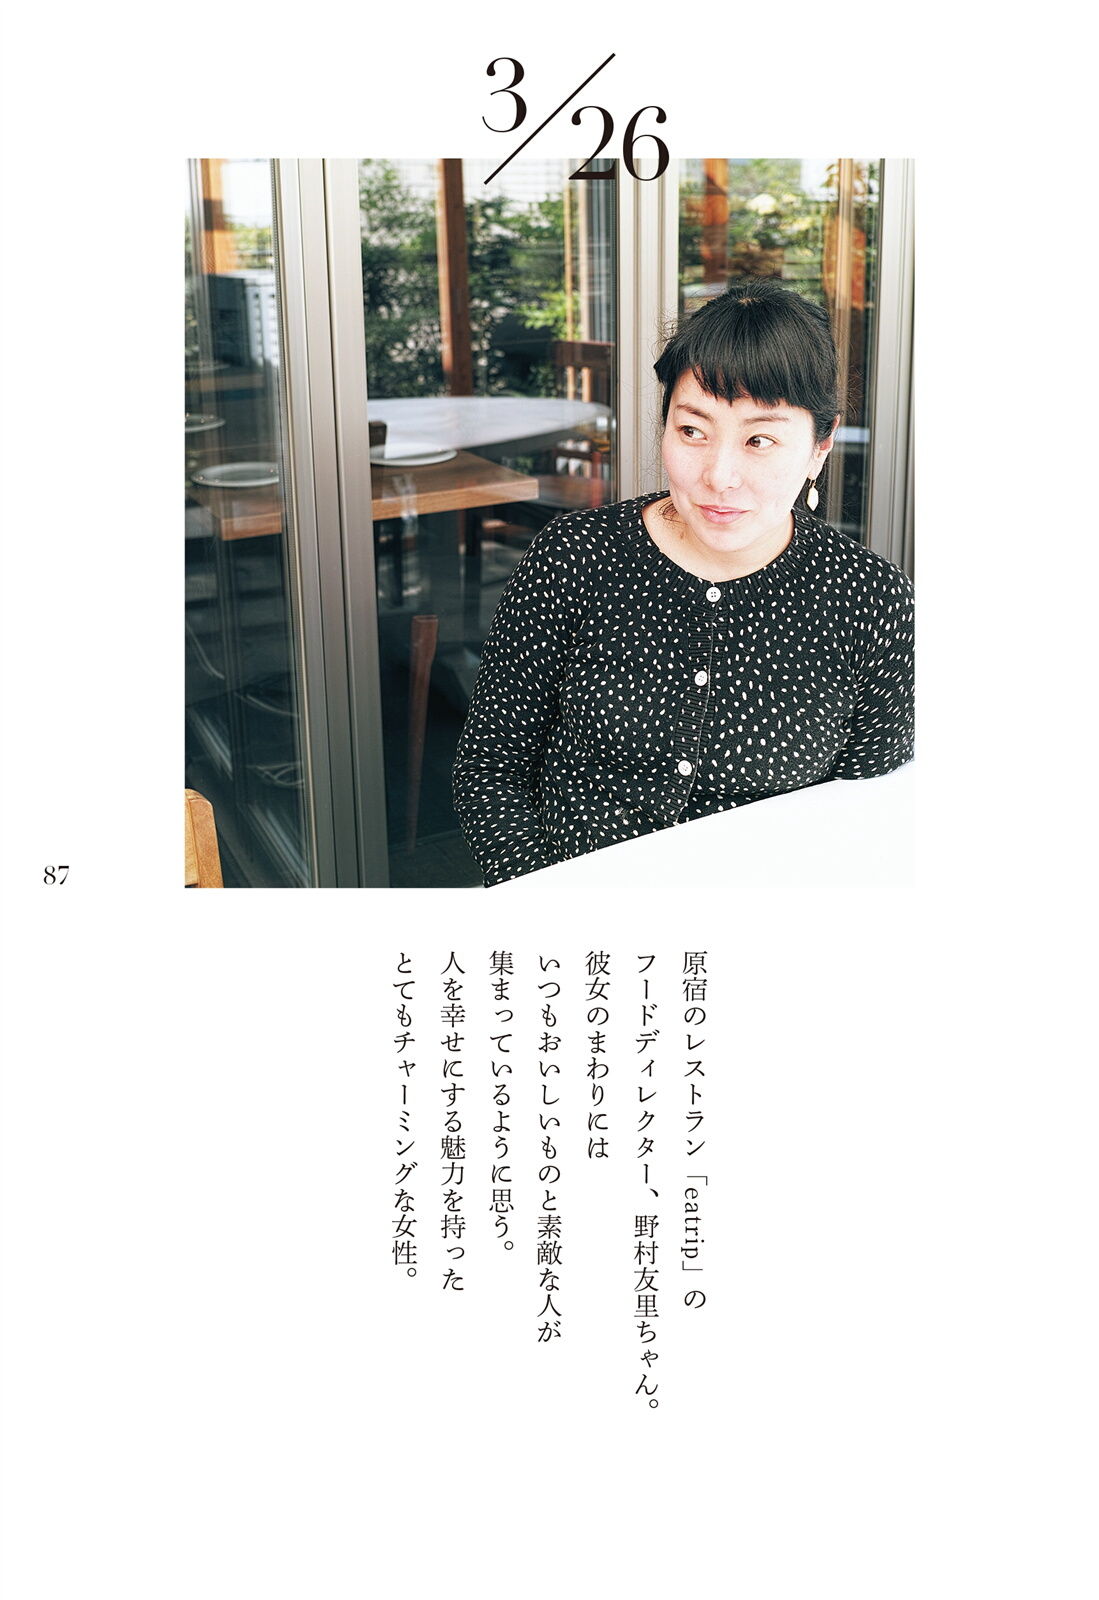 3/26
原宿のレストラン「eatrip」の
フードディレクター、野村友里ちゃん。
彼女のまわりには
いつもおいしいものと素敵な人が
集まっているように思う。
人を幸せにする魅力を持った
とてもチャーミングな女性。
87